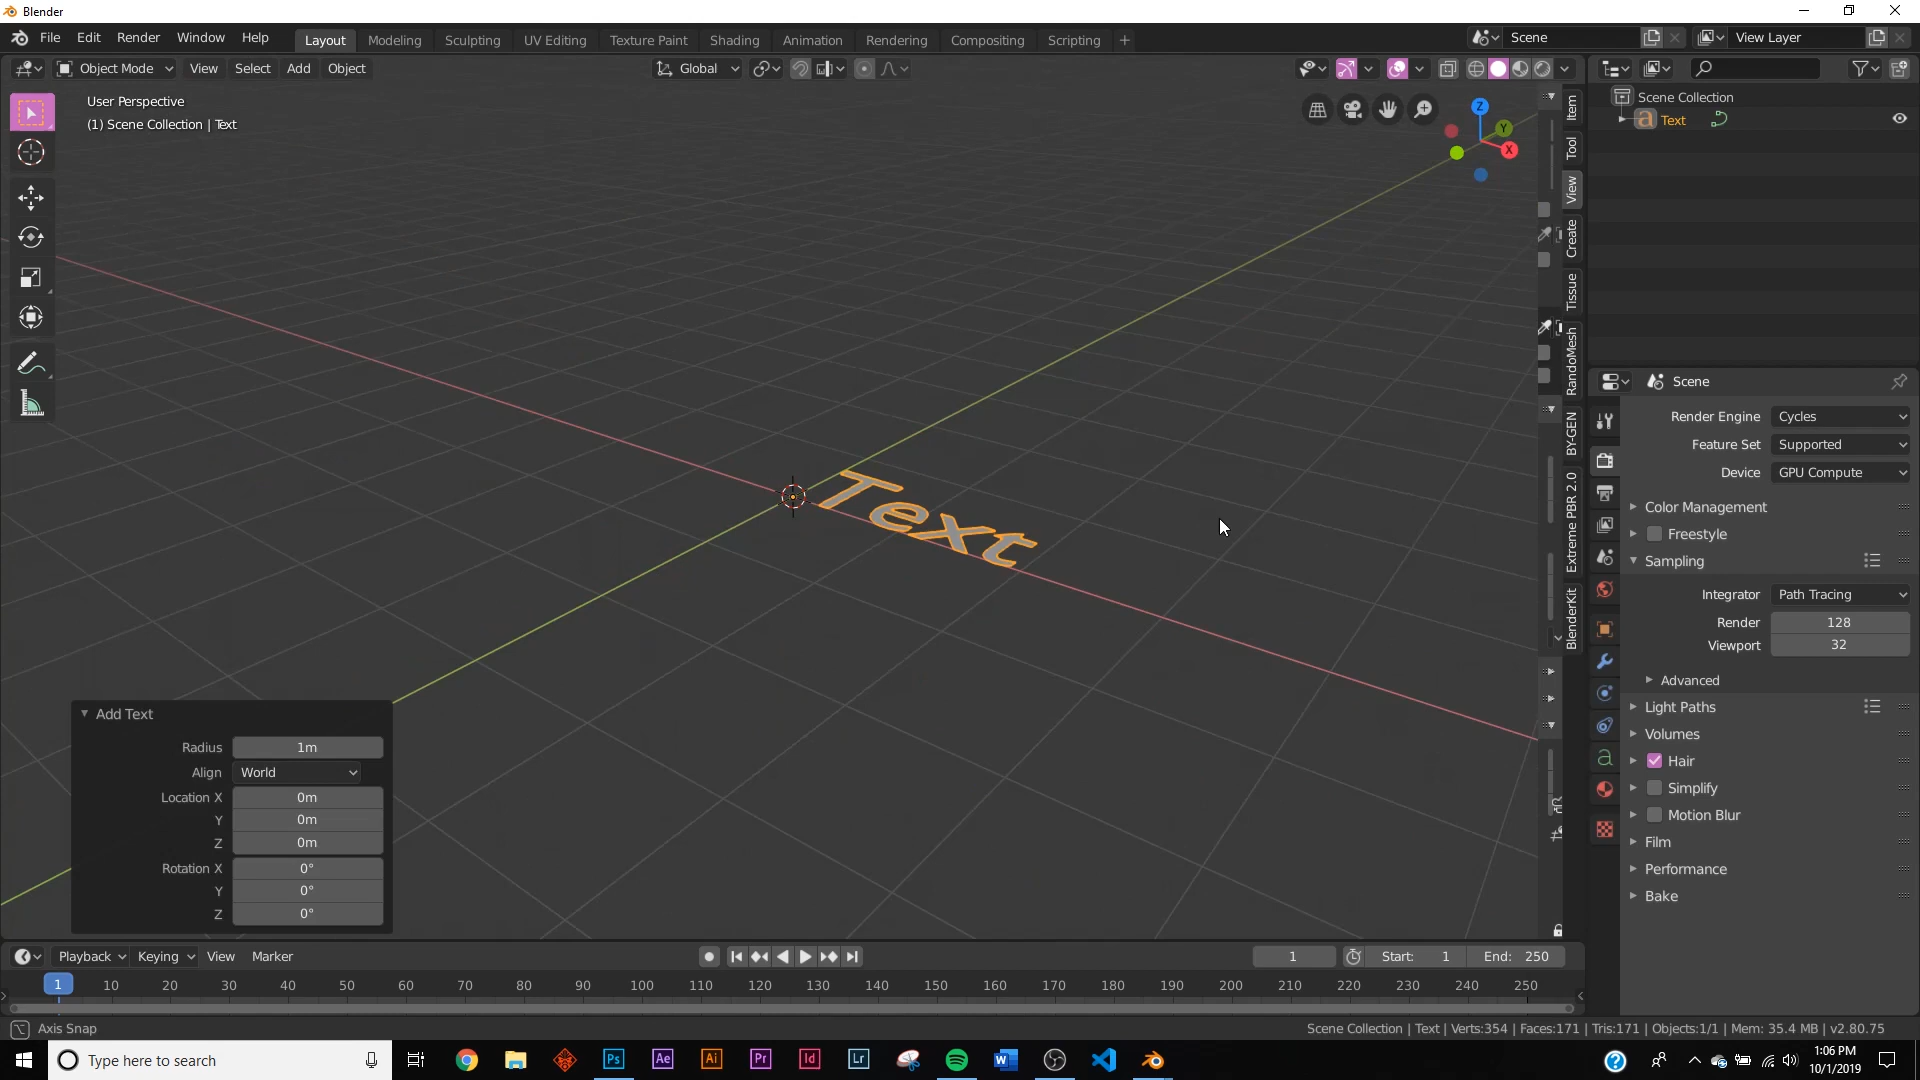 Blender
File Edit Render Window Help Layout Modeling Sculpting UV Editing Texture Paint Shading Animation Rendering Compositing Scripting + Scene View Layer
Object Mode View Select Add Object Global
User Perspective
(1) Scene Collection | Text
Z
Y
X
Text
Item
Tool
View
Create
Tissue
RandoMesh
BY-GEN
Extreme PBR 2.0
BlenderKit
Scene Collection
Text
Scene
Render Engine Cycles
Feature Set Supported
Device GPU Compute
Color Management
Freestyle
Sampling
Integrator Path Tracing
Render 128
Viewport 32
Advanced
Light Paths
Volumes
Hair
Simplify
Motion Blur
Film
Performance
Bake
Add Text
Radius 1m
Align World
Location X 0m
Y 0m
Z 0m
Rotation X 0°
Y 0°
Z 0°
Playback Keying View Marker 1 Start: 1 End: 250
1 10 20 30 40 50 60 70 80 90 100 110 120 130 140 150 160 170 180 190 200 210 220 230 240 250
Axis Snap Scene Collection | Text | Verts:354 | Faces:171 | Tris:171 | Objects:1/1 | Mem: 35.4 MB | v2.80.75
Type here to search Ps Ae Ai Pr Id Lr W 1:06 PM
10/1/2019